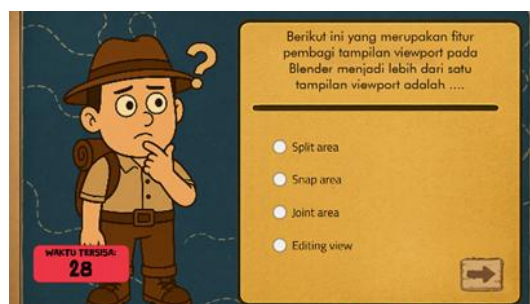 Berikut ini yang merupakan fitur
pembagi tampilan viewport pada
Blender menjadi lebih dari satu
tampilan viewport adalah ....
Split area
Snap area
Joint area
Editing view
WAKTU TERSISA:
28